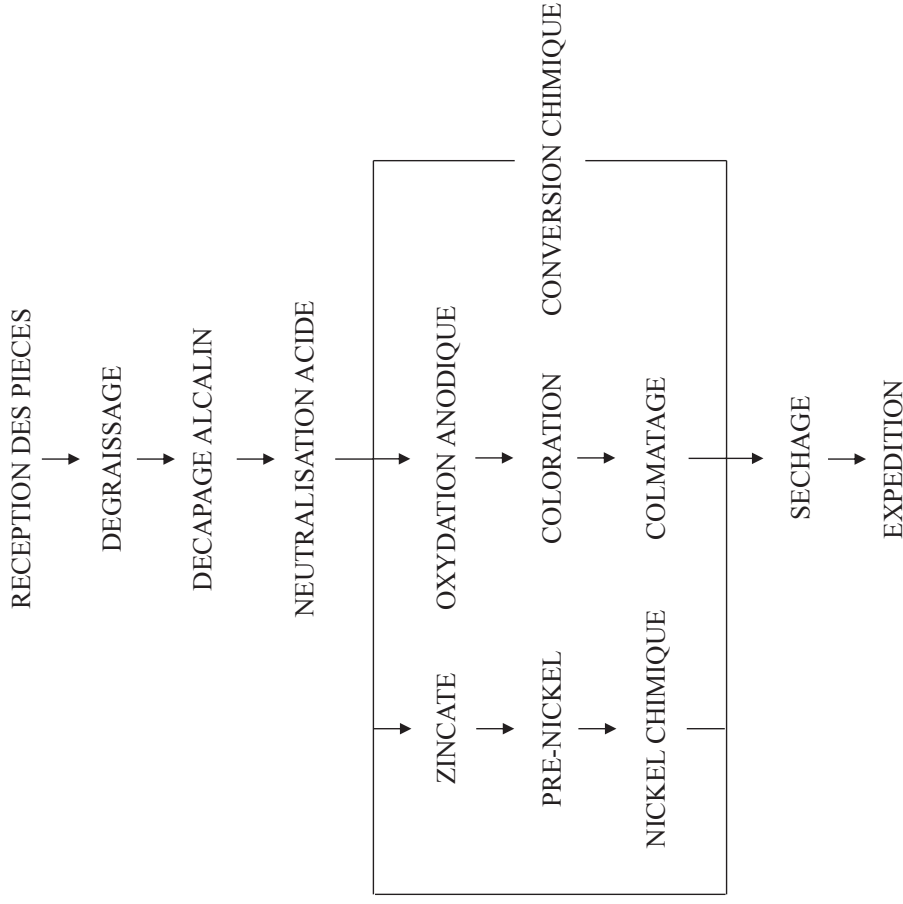 RECEPTION DES PIECES
DEGRAISSAGE
DECAPAGE ALCALIN
NEUTRALISATION ACIDE
ZINCATE
OXYDATION ANODIQUE
PRE-NICKEL
COLORATION
CONVERSION CHIMIQUE
NICKEL CHIMIQUE
COLMATAGE
SECHAGE
EXPEDITION